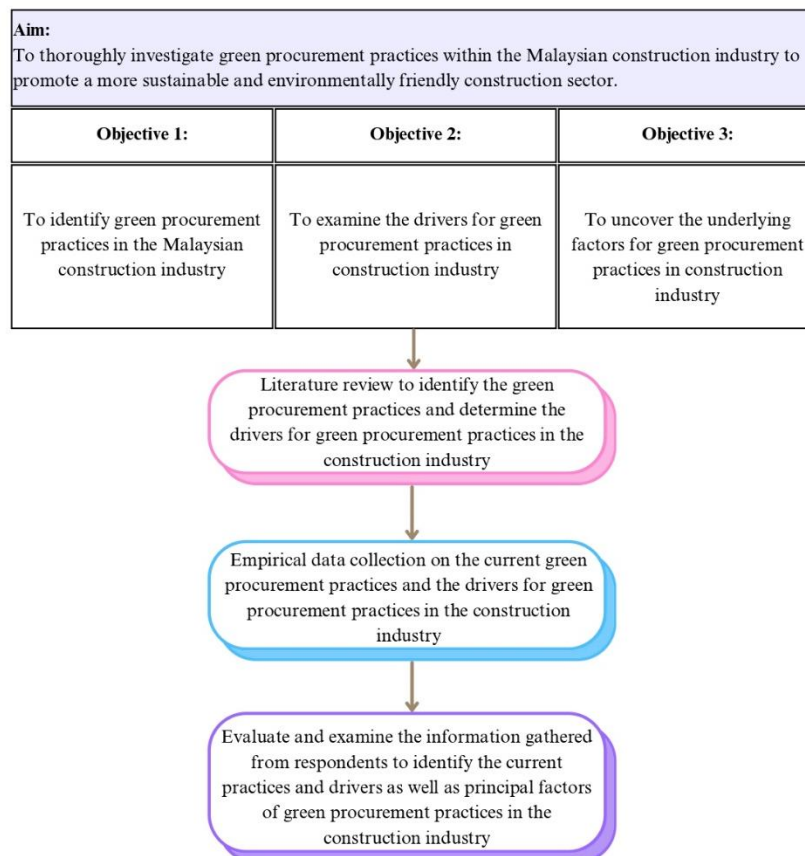 Aim:
To thoroughly investigate green procurement practices within the Malaysian construction industry to
promote a more sustainable and environmentally friendly construction sector.
Objective 1:
Objective 2:
Objective 3:
To identify green procurement
practices in the Malaysian
construction industry
To examine the drivers for green
procurement practices in
construction industry
To uncover the underlying
factors for green procurement
practices in construction
industry
Literature review to identify the green
procurement practices and determine the
drivers for green procurement practices in the
construction industry
Empirical data collection on the current green
procurement practices and the drivers for green
procurement practices in the construction
industry
Evaluate and examine the information gathered
from respondents to identify the current
practices and drivers as well as principal factors
of green procurement practices in the
construction industry